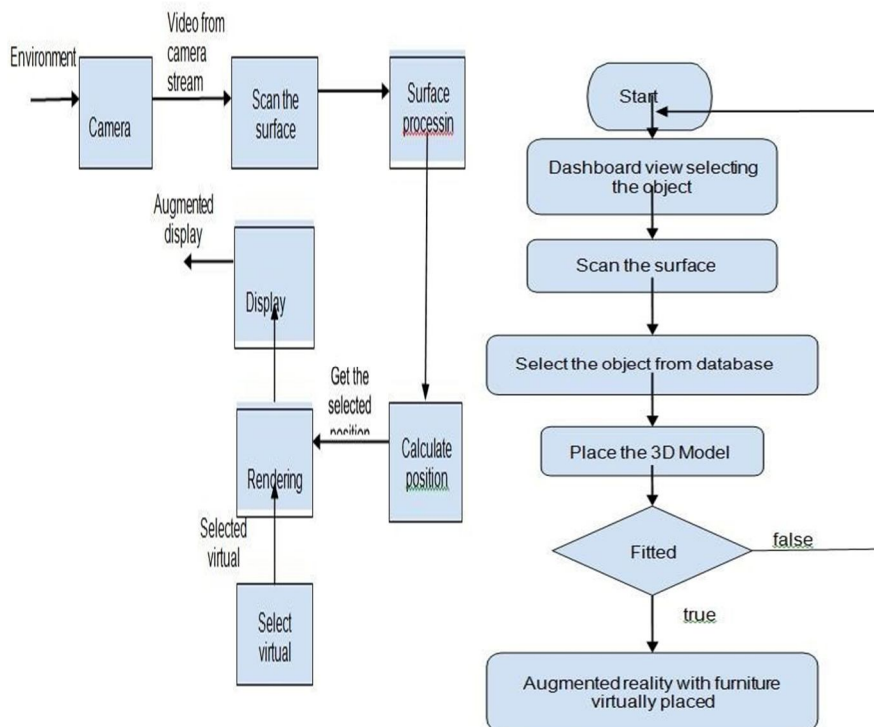 Environment
Video from
camera
stream
Camera
Scan the
surface
Surface
processin
Augmented
display
Display
Get the
selected
position
Calculate
position
Rendering
Selected
virtual
Select
virtual
Start
Dashboard view selecting
the object
Scan the surface
Select the object from database
Place the 3D Model
Fitted
false
true
Augmented reality with furniture
virtually placed